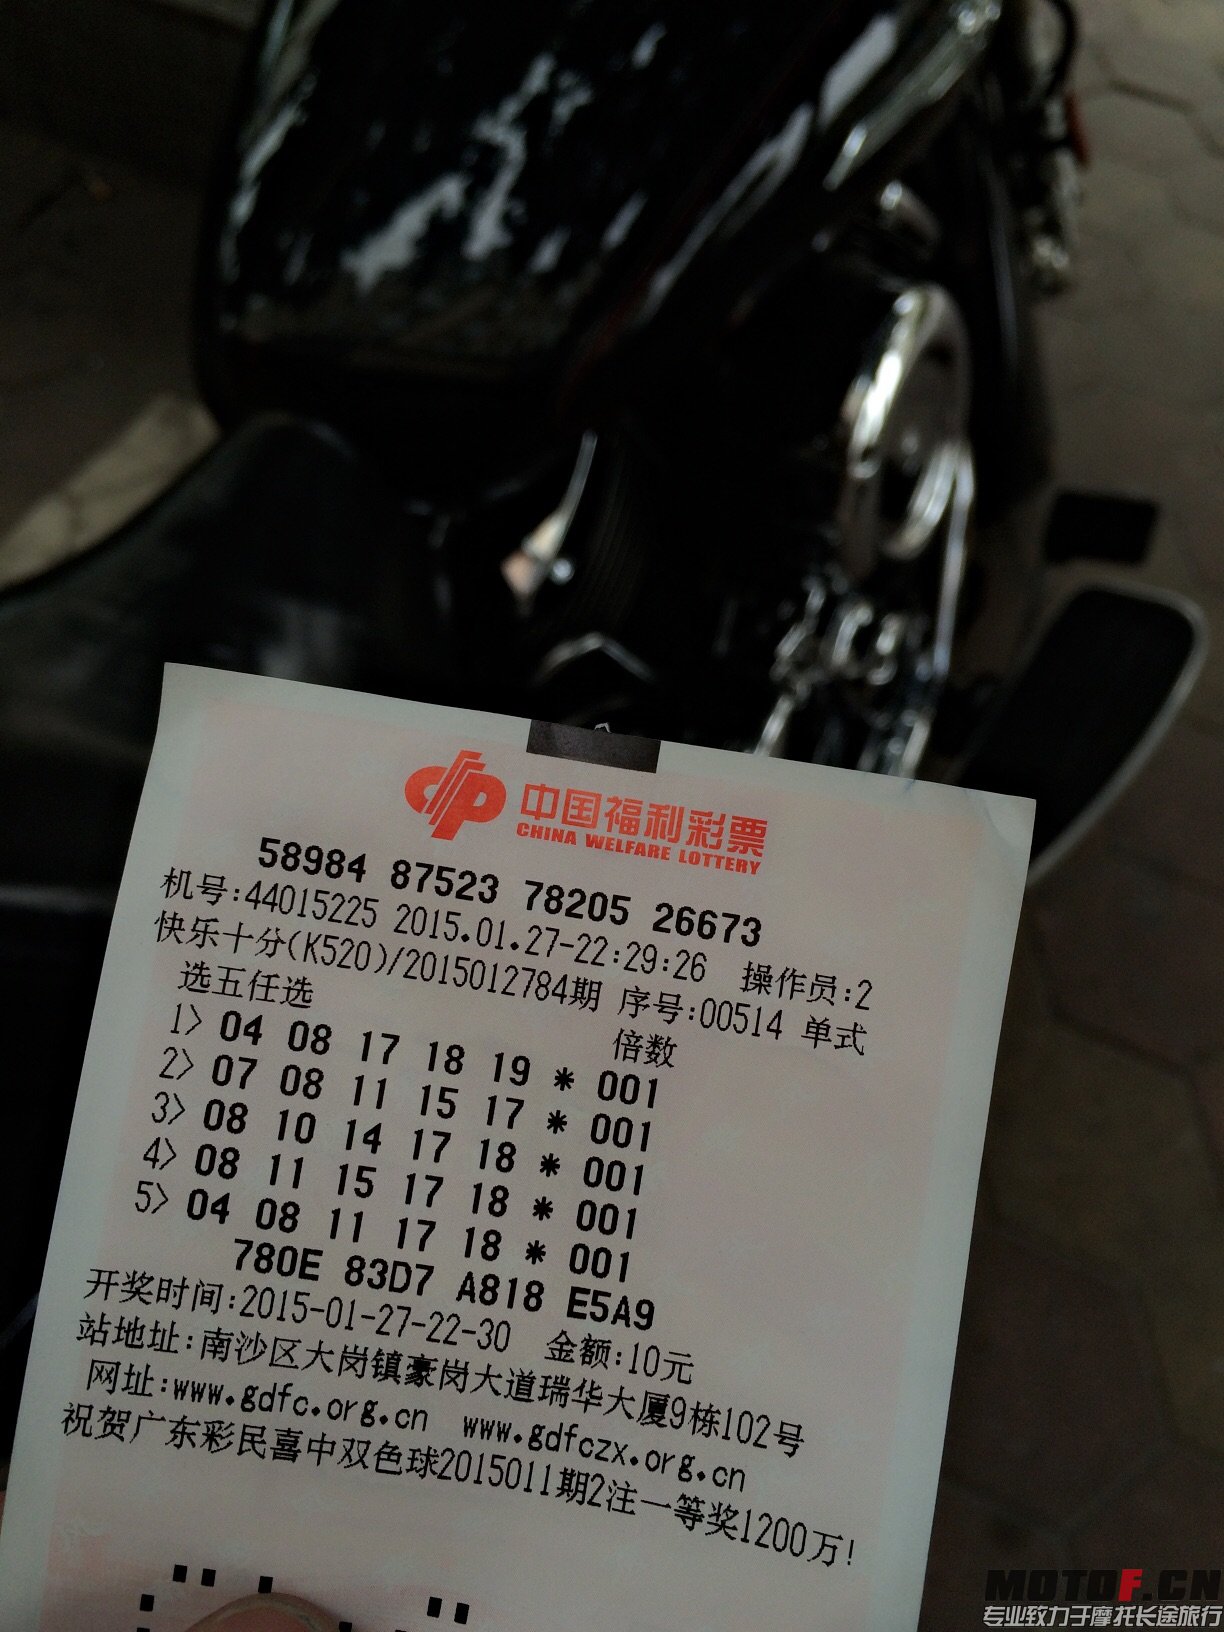 中国福利彩票
CHINA WELFARE LOTTERY
58984 87523 78205 26673
机号:44015225 2015.01.27-22:29:26 操作员:2
快乐十分(K520)/2015012784期 序号:00514 单式
选五任选 倍数
1> 04 08 17 18 19 * 001
2> 07 08 11 15 17 * 001
3> 08 10 14 17 18 * 001
4> 08 11 15 17 18 * 001
5> 04 08 11 17 18 * 001
780E 83D7 A818 E5A9
开奖时间:2015-01-27-22-30 金额:10元
站地址:南沙区大岗镇豪岗大道瑞华大厦9栋102号
网址:www.gdfc.org.cn www.gdfczx.org.cn
祝贺广东彩民喜中双色球2015011期2注一等奖1200万!
MOTOF.CN
专业致力于摩托长途旅行